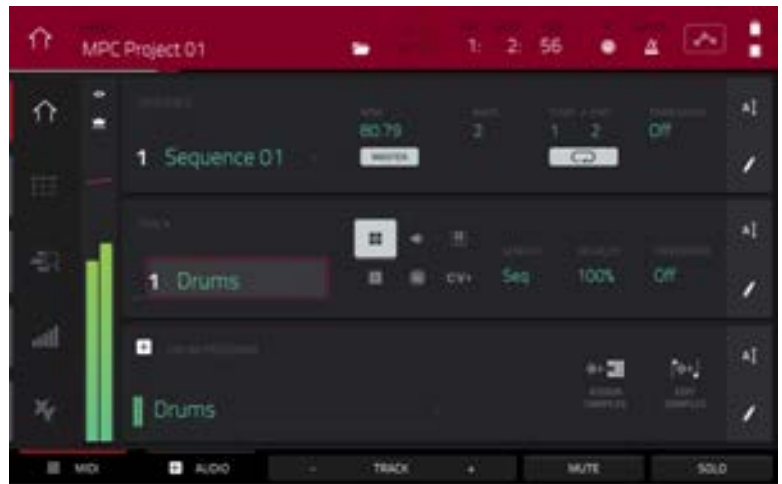 MPC Project 01
1: 2: 56
80.79 2 1 2 Off
MASTER
1 Sequence 01
1 Drums
CV
Seq 100% Off
Drums
MIDI AUDIO - TRACK + MUTE SOLO